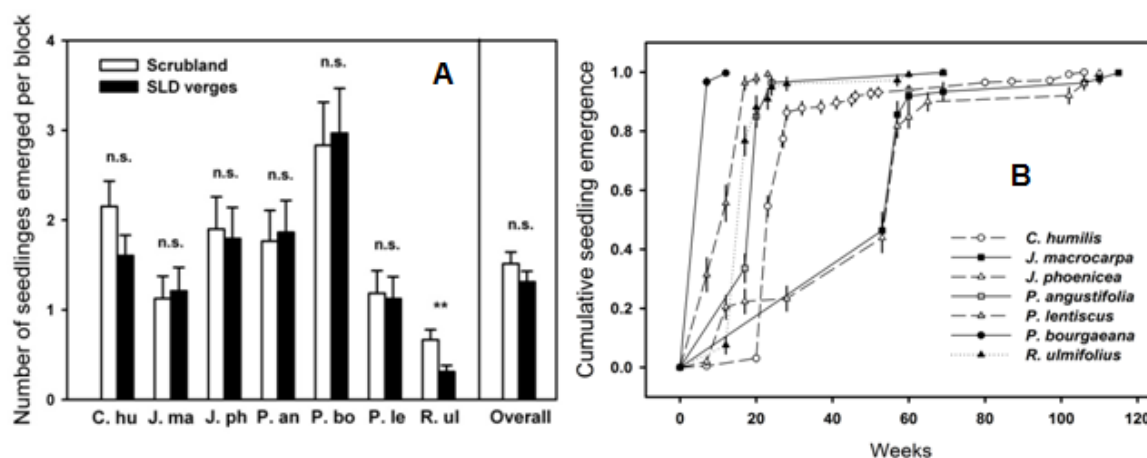 Number of seedlinges emerged per block
4
3
2
1
0
Scrubland
SLD verges
A
n.s.
n.s.
n.s.
n.s.
n.s.
n.s.
**
n.s.
C. hu J. ma J. ph P. an P. bo P. le R. ul Overall
Cumulative seedling emergence
1.0
0.8
0.6
0.4
0.2
0.0
B
C. humilis
J. macrocarpa
J. phoenicea
P. angustifolia
P. lentiscus
P. bourgaeana
R. ulmifolius
0 20 40 60 80 100 120
Weeks